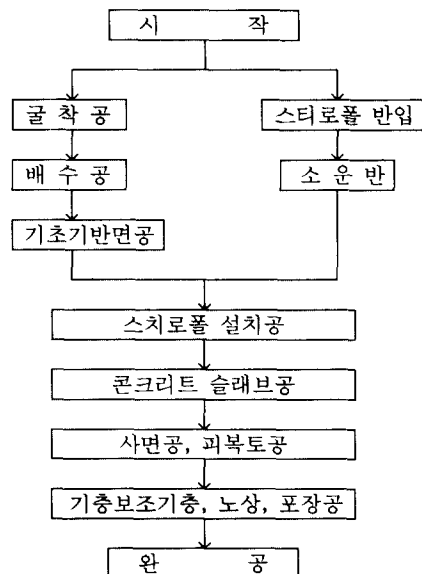 시 작
굴 착 공
스티로폴 반입
배 수 공
소 운 반
기초기반면공
스치로폴 설치공
콘크리트 슬래브공
사면공, 피복토공
기층보조기층, 노상, 포장공
완 공